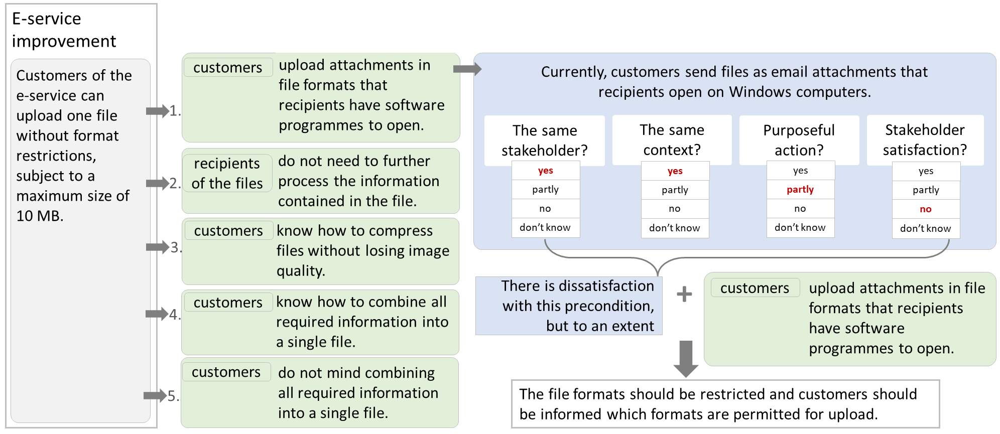 E-service
improvement
Customers of the
e-service can
upload one file
without format
restrictions,
subject to a
maximum size of
10 MB.
1.
customers
upload attachments in
file formats that
recipients have software
programmes to open.
2.
recipients
of the files
do not need to further
process the information
contained in the file.
3.
customers
know how to compress
files without losing image
quality.
4.
customers
know how to combine all
required information into
a single file.
5.
customers
do not mind combining
all required information
into a single file.
Currently, customers send files as email attachments that
recipients open on Windows computers.
The same
stakeholder?
yes
partly
no
don’t know
The same
context?
yes
partly
no
don’t know
Purposeful
action?
yes
partly
no
don’t know
Stakeholder
satisfaction?
yes
partly
no
don’t know
There is dissatisfaction
with this precondition,
but to an extent
+
customers
upload attachments in file
formats that recipients
have software
programmes to open.
The file formats should be restricted and customers should
be informed which formats are permitted for upload.